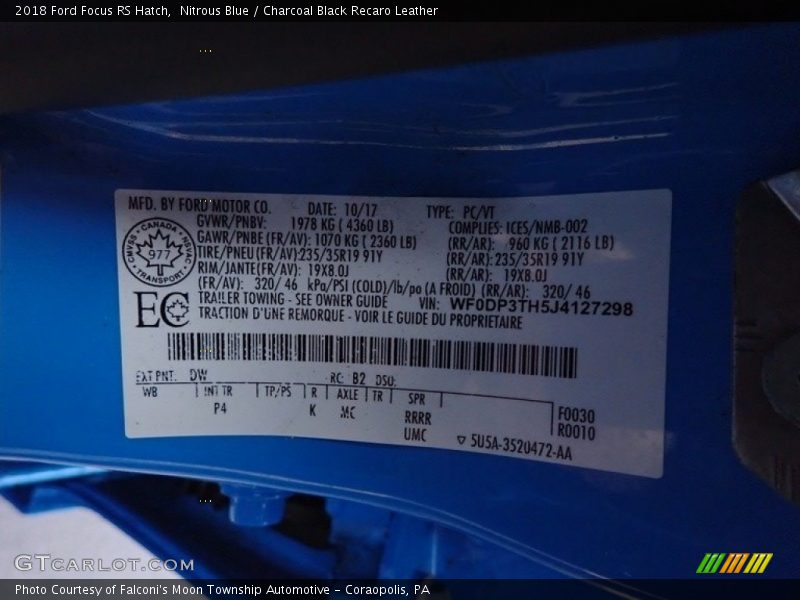 2018 Ford Focus RS Hatch,  Nitrous Blue / Charcoal Black Recaro Leather
MFD. BY FORD MOTOR CO. DATE: 10/17 TYPE: PC/VT
GVWR/PNBV: 1978 KG ( 4360 LB) COMPLIES: ICES/NMB-002
GAWR/PNBE (FR/AV): 1070 KG ( 2360 LB) (RR/AR): 960 KG ( 2116 LB)
TIRE/PNEU (FR/AV): 235/35R19 91Y (RR/AR): 235/35R19 91Y
RIM/JANTE(FR/AV): 19X8.0J (RR/AR): 19X8.0J
(FR/AV): 320/ 46 kPa/PSI (COLD)/lb/po (A FROID) (RR/AR): 320/ 46
TRAILER TOWING - SEE OWNER GUIDE VIN: WF0DP3TH5J4127298
TRACTION D'UNE REMORQUE - VOIR LE GUIDE DU PROPRIETAIRE
CANADA
CMVSS NSVAC
977
TRANSPORT
EC
EXT PNT: DW RC: B2 DSO:
WB INT TR TP/PS R AXLE TR SPR
P4 K MC RRRR
UMC
F0030
R0010
▽ 5U5A-3520472-AA
GTcarlot.com
Photo Courtesy of Falconi's Moon Township Automotive – Coraopolis, PA